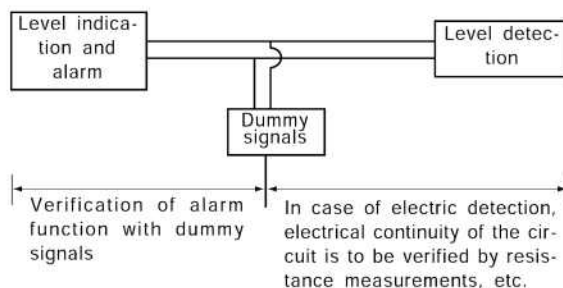 Level indica-
tion and
alarm
Level detec-
tion
Dummy
signals
Verification of alarm
function with dummy
signals
In case of electric detection,
electrical continuity of the cir-
cuit is to be verified by resis-
tance measurements, etc.